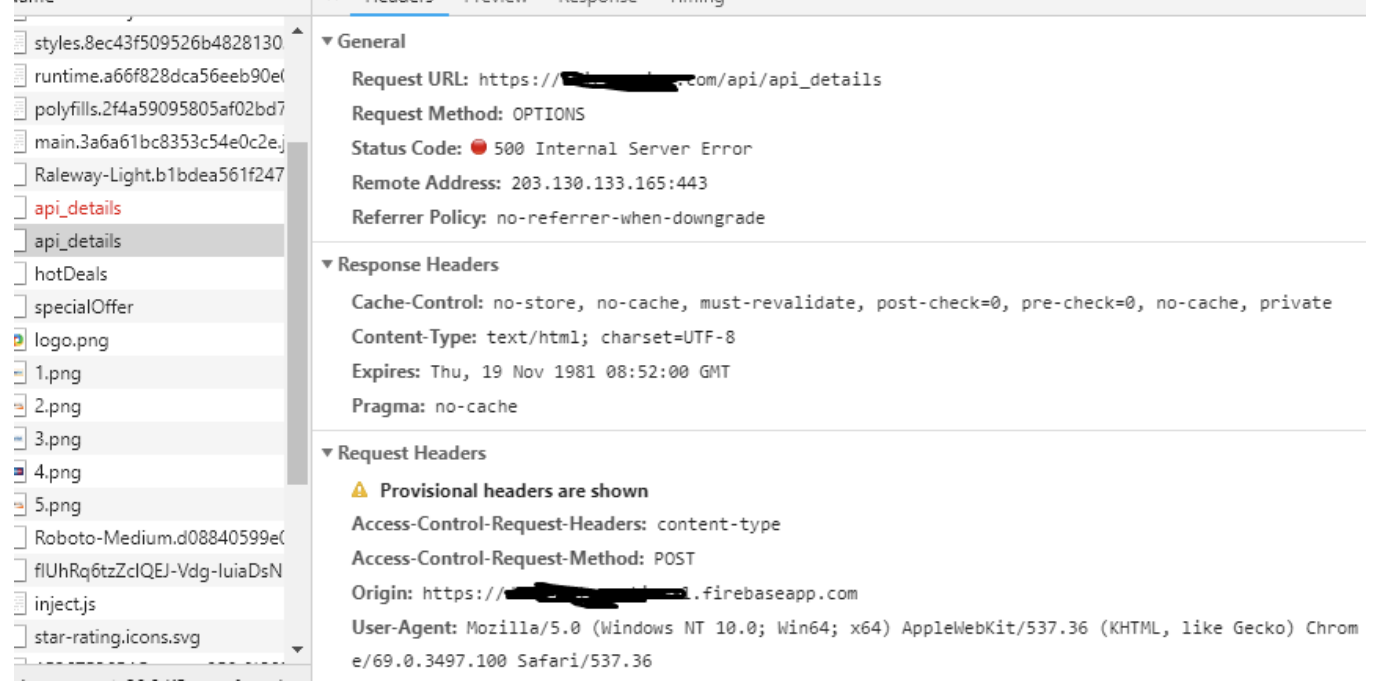 Headers Preview Response Timing
styles.8ec43f509526b4828130.
runtime.a66f828dca56eeb90e(
polyfills.2f4a59095805af02bd7
main.3a6a61bc8353c54e0c2e.j
Raleway-Light.b1bdea561f247
api_details
api_details
hotDeals
specialOffer
logo.png
1.png
2.png
3.png
4.png
5.png
Roboto-Medium.d08840599e(
flUhRq6tzZclQEJ-Vdg-IuiaDsN
inject.js
star-rating.icons.svg
General
Request URL: https://
.com/api/api_details
Request Method: OPTIONS
Status Code: 500 Internal Server Error
Remote Address: 203.130.133.165:443
Referrer Policy: no-referrer-when-downgrade
Response Headers
Cache-Control: no-store, no-cache, must-revalidate, post-check=0, pre-check=0, no-cache, private
Content-Type: text/html; charset=UTF-8
Expires: Thu, 19 Nov 1981 08:52:00 GMT
Pragma: no-cache
Request Headers
Provisional headers are shown
Access-Control-Request-Headers: content-type
Access-Control-Request-Method: POST
Origin: https://
.firebaseapp.com
User-Agent: Mozilla/5.0 (Windows NT 10.0; Win64; x64) AppleWebKit/537.36 (KHTML, like Gecko) Chrom
e/69.0.3497.100 Safari/537.36